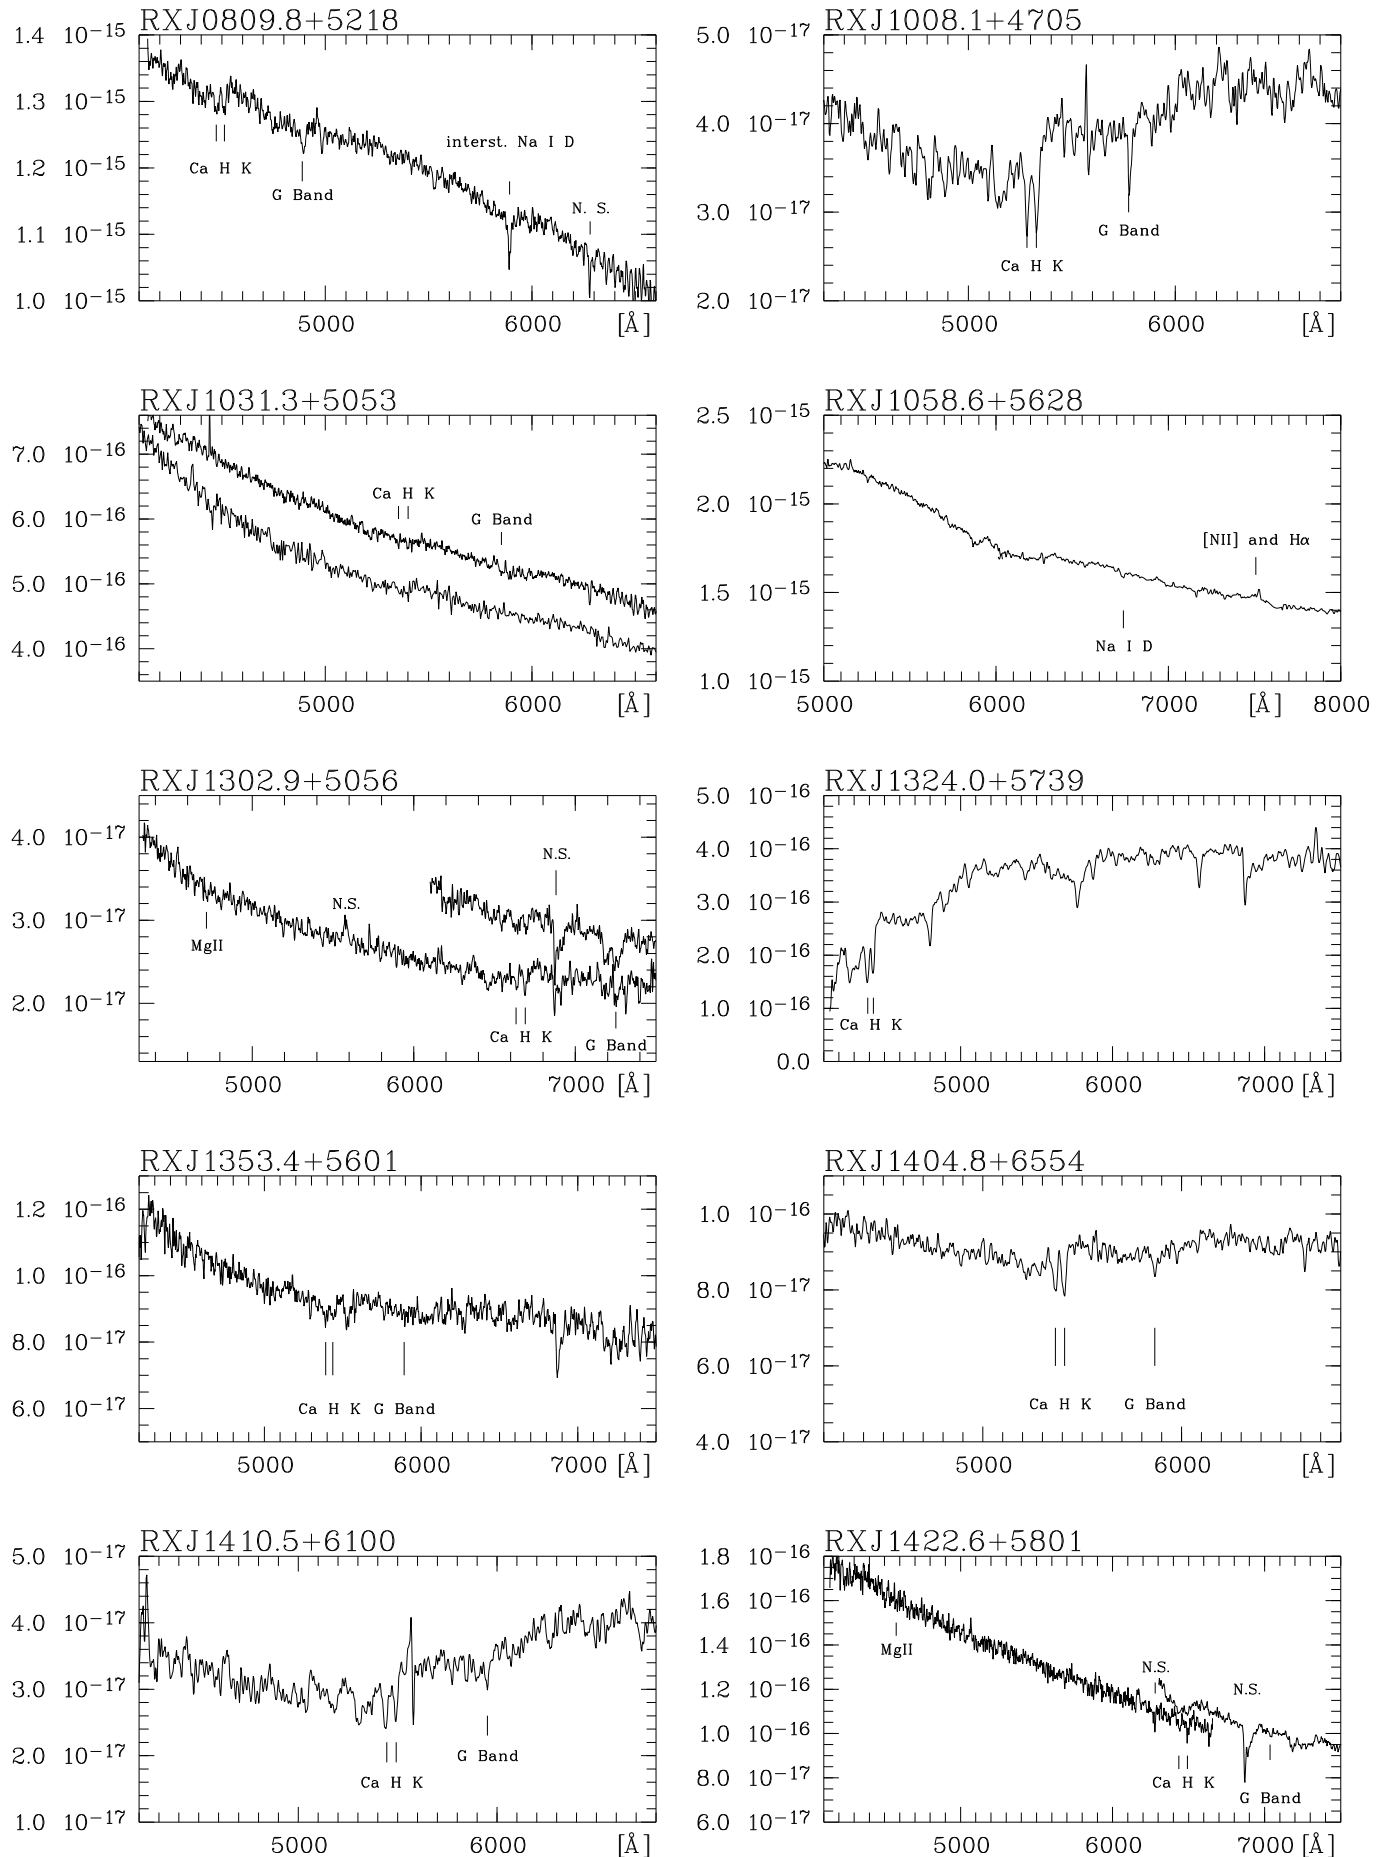 RXJ0809.8+5218
1.4 10−15
1.3 10−15
1.2 10−15
1.1 10−15
1.0 10−15
Ca H K
G Band
interst. Na I D
N. S.
5000 6000 [Å]
RXJ1008.1+4705
5.0 10−17
4.0 10−17
3.0 10−17
2.0 10−17
G Band
Ca H K
5000 6000 [Å]
RXJ1031.3+5053
7.0 10−16
6.0 10−16
5.0 10−16
4.0 10−16
Ca H K
G Band
5000 6000 [Å]
RXJ1058.6+5628
2.5 10−15
2.0 10−15
1.5 10−15
1.0 10−15
[NII] and Hα
Na I D
5000 6000 7000 [Å] 8000
RXJ1302.9+5056
4.0 10−17
3.0 10−17
2.0 10−17
N.S.
N.S.
MgII
Ca H K
G Band
5000 6000 7000 [Å]
RXJ1324.0+5739
5.0 10−16
4.0 10−16
3.0 10−16
2.0 10−16
1.0 10−16
0.0
Ca H K
5000 6000 7000 [Å]
RXJ1353.4+5601
1.2 10−16
1.0 10−16
8.0 10−17
6.0 10−17
Ca H K G Band
5000 6000 7000 [Å]
RXJ1404.8+6554
1.0 10−16
8.0 10−17
6.0 10−17
4.0 10−17
Ca H K G Band
5000 6000 [Å]
RXJ1410.5+6100
5.0 10−17
4.0 10−17
3.0 10−17
2.0 10−17
1.0 10−17
G Band
Ca H K
5000 6000 [Å]
RXJ1422.6+5801
1.8 10−16
1.6 10−16
1.4 10−16
1.2 10−16
1.0 10−16
8.0 10−17
6.0 10−17
MgII
N.S.
N.S.
Ca H K
G Band
5000 6000 7000 [Å]